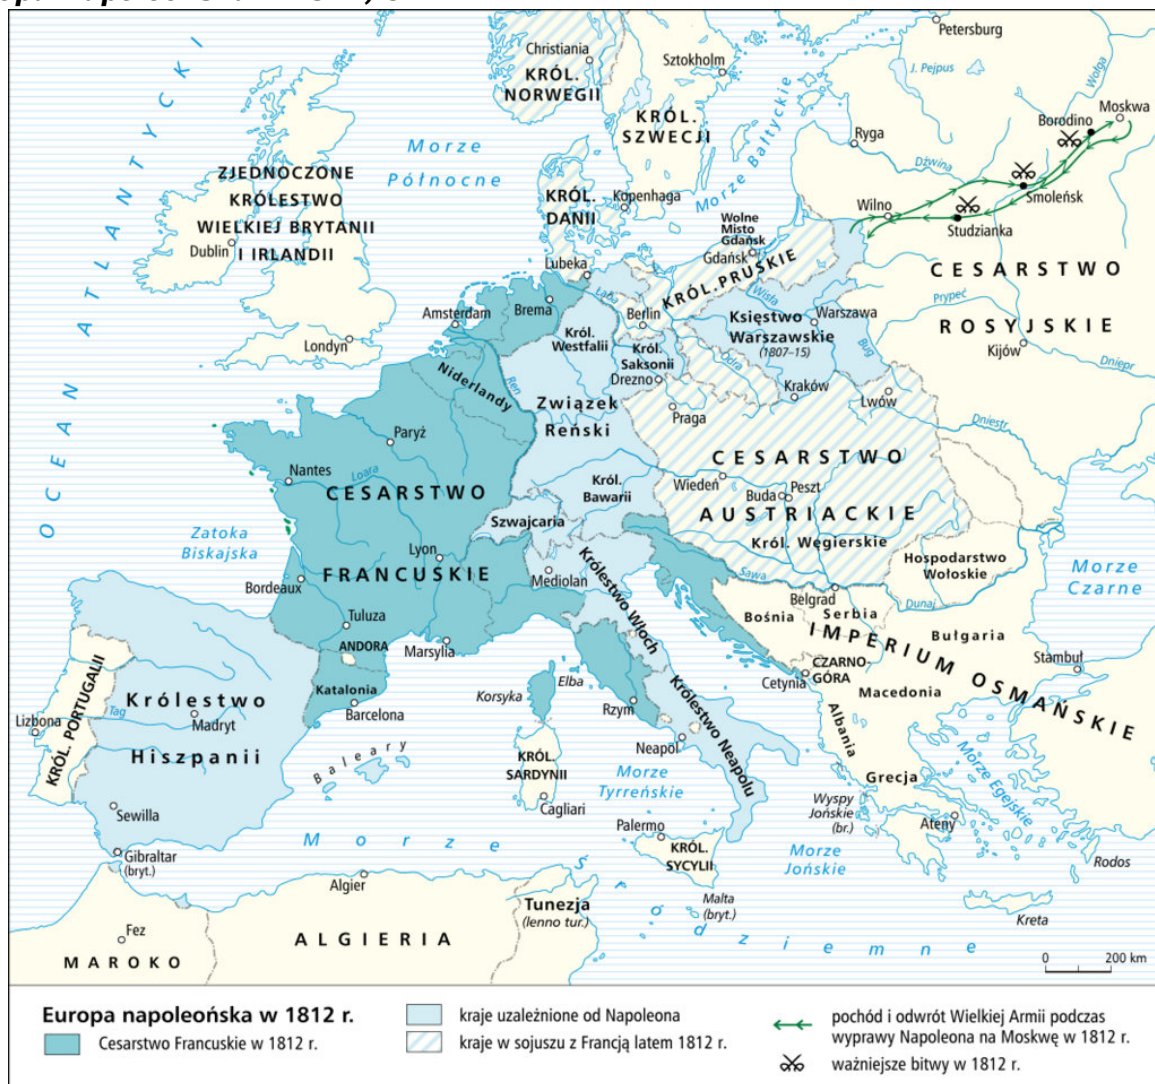 Petersburg
Christiania
Sztokholm
KRÓL.
NORWEGII
J. Pejpus
Wołga
Moskwa
KRÓL.
SZWECJI
Borodino
Ryga
Morze
Północne
Morze Bałtyckie
Dźwina
Smoleńsk
OCEAN ATLANTYCKI
ZJEDNOCZONE
KRÓLESTWO
WIELKIEJ BRYTANII
I IRLANDII
Dublin
KRÓL.
DANII
Kopenhaga
Wilno
Studzianka
Wolne
Misto
Gdańsk
Gdańsk
Lubeka
KRÓL. PRUSKIE
CESARSTWO
ROSYJSKIE
Amsterdam
Brema
Łaba
Berlin
Wisła
Prypeć
Londyn
Król.
Westfalii
Księstwo
Warszawskie
(1807–15)
Warszawa
Kijów
Dniepr
Niderlandy
Ren
Król.
Saksonii
Drezno
Odra
Bug
Kraków
Lwów
Związek
Reński
Praga
Dniestr
Paryż
Nantes
Loara
CESARSTWO
FRANCUSKIE
CESARSTWO
AUSTRIACKIE
Wiedeń
Buda
Peszt
Król.
Bawarii
Król. Węgierskie
Zatoka
Biskajska
Szwajcaria
Lyon
Mediolan
Królestwo Włoch
Sawa
Hospodarstwo
Wołoskie
Morze
Czarne
Bordeaux
Belgrad
Serbia
Dunaj
Bośnia
Tuluza
ANDORA
Marsylia
IMPERIUM OSMAŃSKIE
Bułgaria
Stambuł
KRÓL. PORTUGALII
Królestwo
Hiszpanii
Katalonia
Barcelona
Korsyka
Elba
CZARNO-
GÓRA
Cetynia
Macedonia
Lizbona
Tag
Madryt
Rzym
Królestwo Neapolu
Albania
Baleary
KRÓL.
SARDYNII
Neapol
Morze
Tyrreńskie
Grecja
Morze Egejskie
Sewilla
Cagliari
Wyspy
Jońskie
(br.)
Ateny
Gibraltar
(bryt.)
Morze Śródziemne
Palermo
KRÓL.
SYCYLII
Morze
Jońskie
Rodos
Algier
Tunezja
(lenno tur.)
Malta
(bryt.)
Kreta
Fez
MAROKO
ALGIERIA
0 200 km
Europa napoleońska w 1812 r.
Cesarstwo Francuskie w 1812 r.
kraje uzależnione od Napoleona
kraje w sojuszu z Francją latem 1812 r.
pochód i odwrót Wielkiej Armii podczas
wyprawy Napoleona na Moskwę w 1812 r.
ważniejsze bitwy w 1812 r.